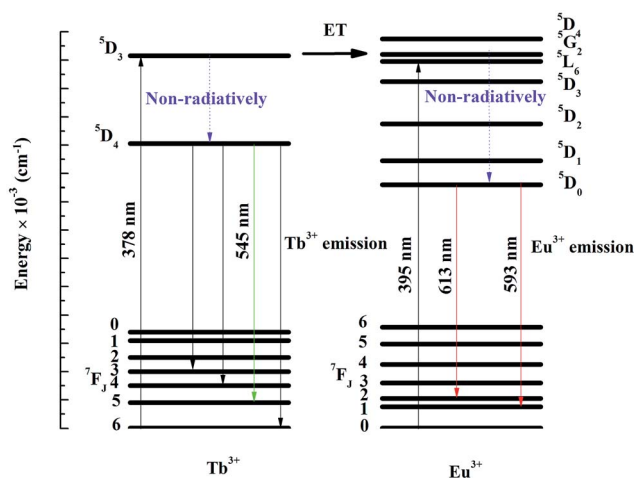 Energy × 10⁻³ (cm⁻¹)
⁵D₃
Non-radiatively
⁵D₄
378 nm
545 nm
Tb³⁺ emission
0
1
2
3
⁷F_J 4
5
6
Tb³⁺
ET
⁵D₄
⁵G₂
⁵L₆
⁵D₃
Non-radiatively
⁵D₂
⁵D₁
⁵D₀
395 nm
613 nm
593 nm
Eu³⁺ emission
6
5
4
⁷F_J 3
2
1
0
Eu³⁺